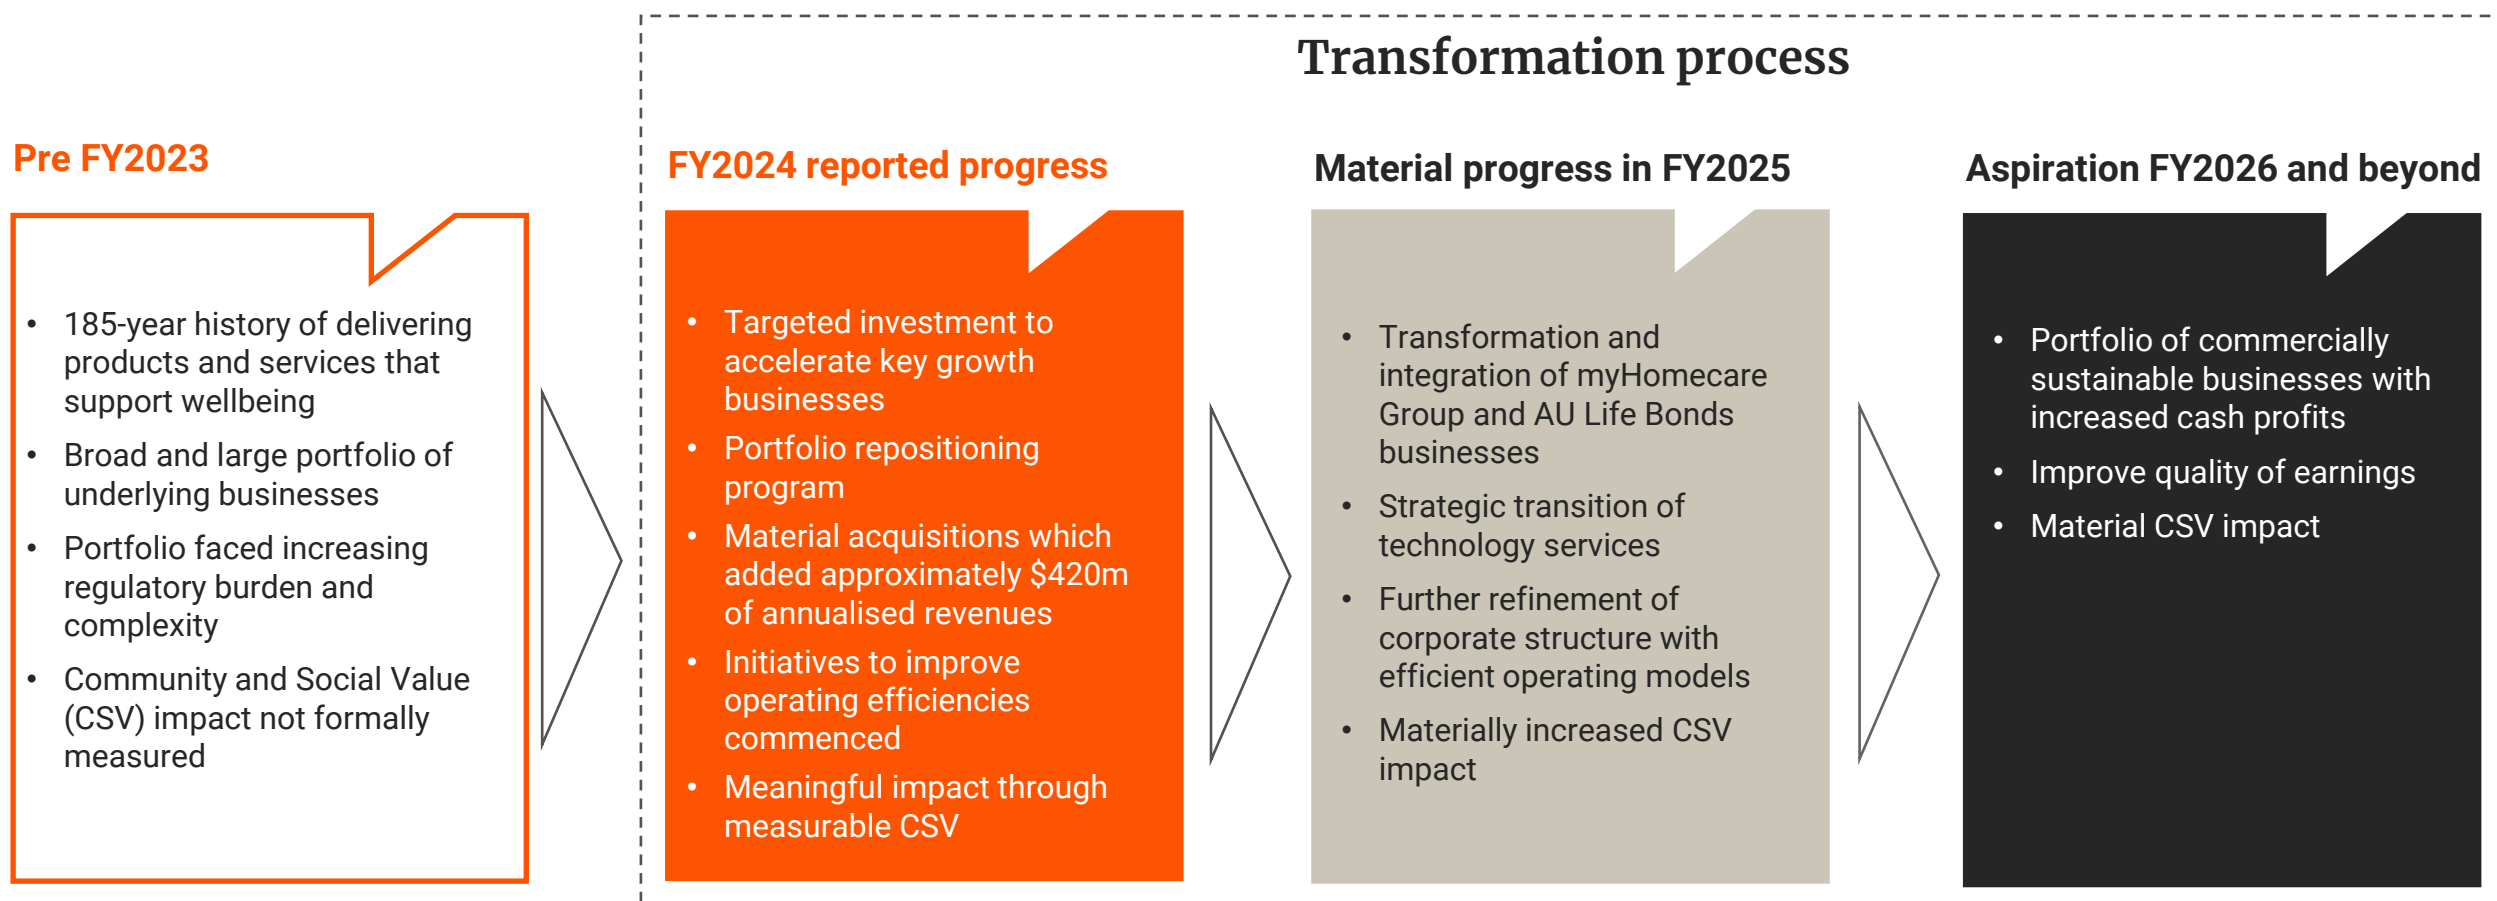 Transformation process
Pre FY2023
• 185-year history of delivering
products and services that
support wellbeing
• Broad and large portfolio of
underlying businesses
• Portfolio faced increasing
regulatory burden and
complexity
• Community and Social Value
(CSV) impact not formally
measured
FY2024 reported progress
• Targeted investment to
accelerate key growth
businesses
• Portfolio repositioning
program
• Material acquisitions which
added approximately $420m
of annualised revenues
• Initiatives to improve
operating efficiencies
commenced
• Meaningful impact through
measurable CSV
Material progress in FY2025
• Transformation and
integration of myHomecare
Group and AU Life Bonds
businesses
• Strategic transition of
technology services
• Further refinement of
corporate structure with
efficient operating models
• Materially increased CSV
impact
Aspiration FY2026 and beyond
• Portfolio of commercially
sustainable businesses with
increased cash profits
• Improve quality of earnings
• Material CSV impact